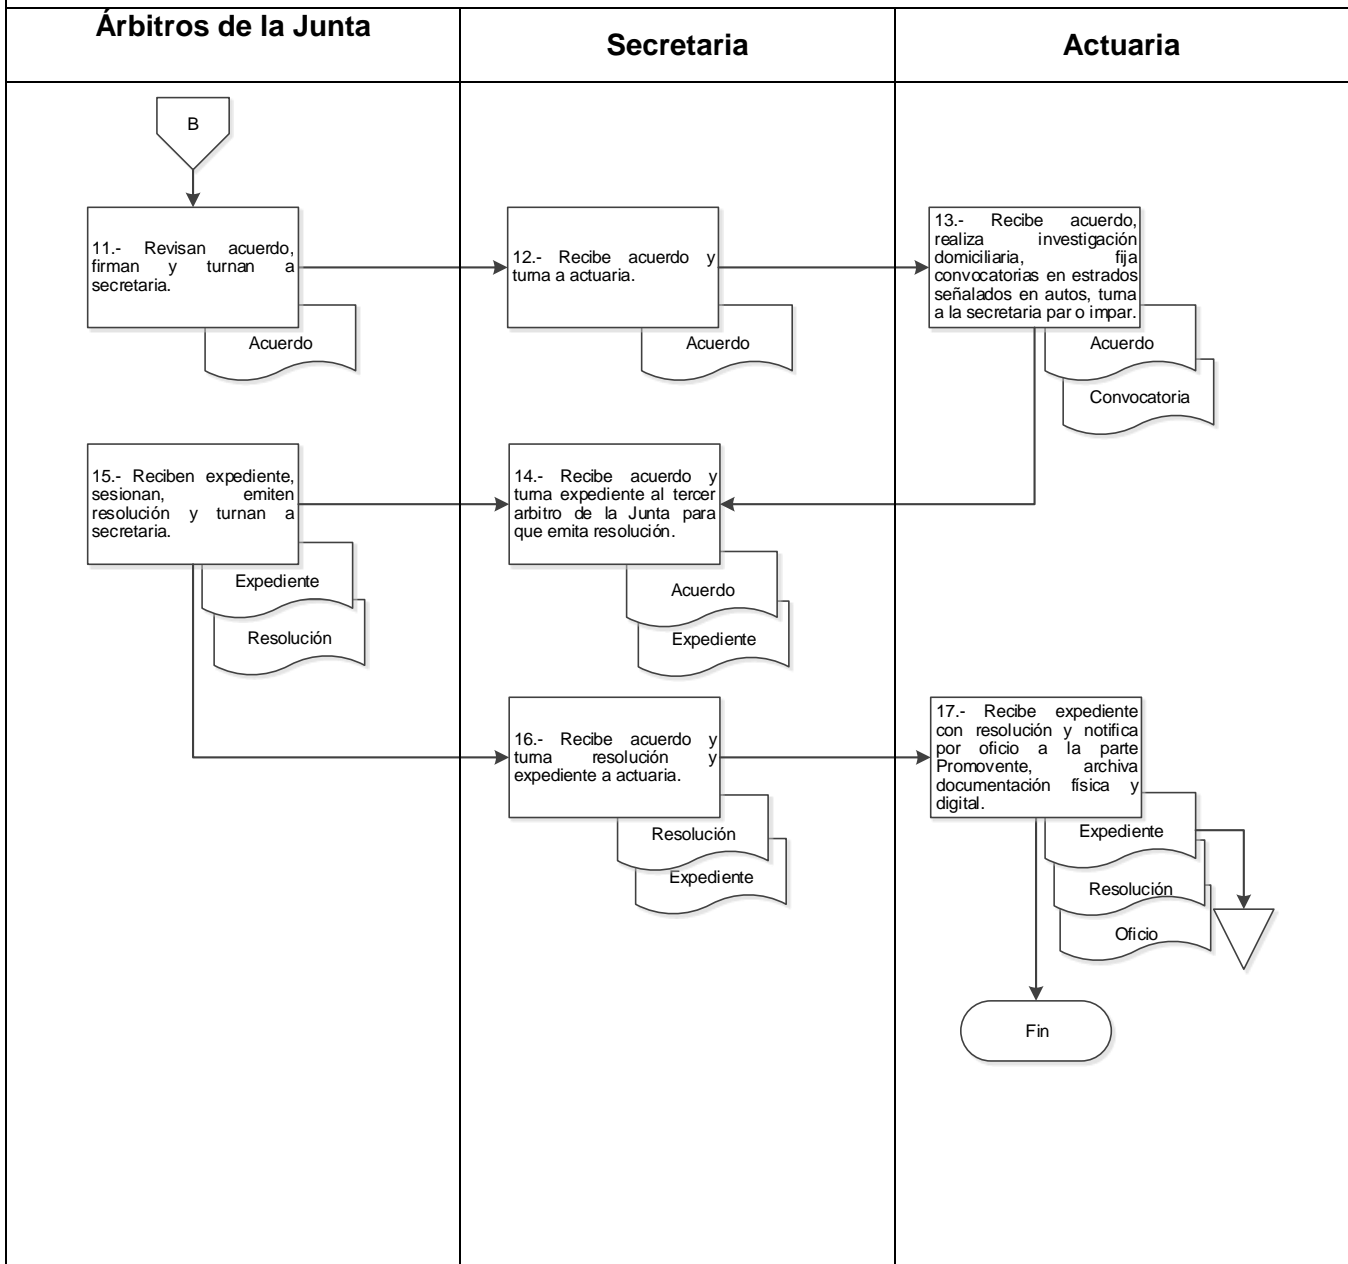 Árbitros de la Junta
Secretaria
Actuaria
B
11.- Revisan acuerdo,
firman y turnan a
secretaria.
Acuerdo
12.- Recibe acuerdo y
turna a actuaria.
Acuerdo
13.- Recibe acuerdo,
realiza investigación
domiciliaria, fija
convocatorias en estrados
señalados en autos, turna
a la secretaria par o impar.
Acuerdo
Convocatoria
15.- Reciben expediente,
sesionan, emiten
resolución y turnan a
secretaria.
Expediente
Resolución
14.- Recibe acuerdo y
turna expediente al tercer
arbitro de la Junta para
que emita resolución.
Acuerdo
Expediente
16.- Recibe acuerdo y
turna resolución y
expediente a actuaria.
Resolución
Expediente
17.- Recibe expediente
con resolución y notifica
por oficio a la parte
Promovente, archiva
documentación física y
digital.
Expediente
Resolución
Oficio
Fin